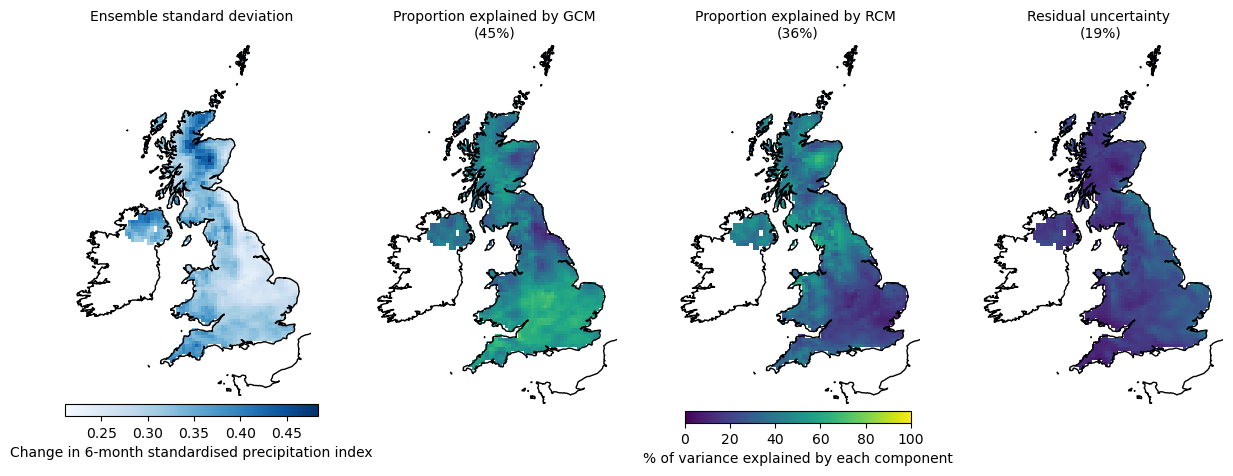 Ensemble standard deviation
Proportion explained by GCM
(45%)
Proportion explained by RCM
(36%)
Residual uncertainty
(19%)
0.25 0.30 0.35 0.40 0.45
Change in 6-month standardised precipitation index
0 20 40 60 80 100
% of variance explained by each component